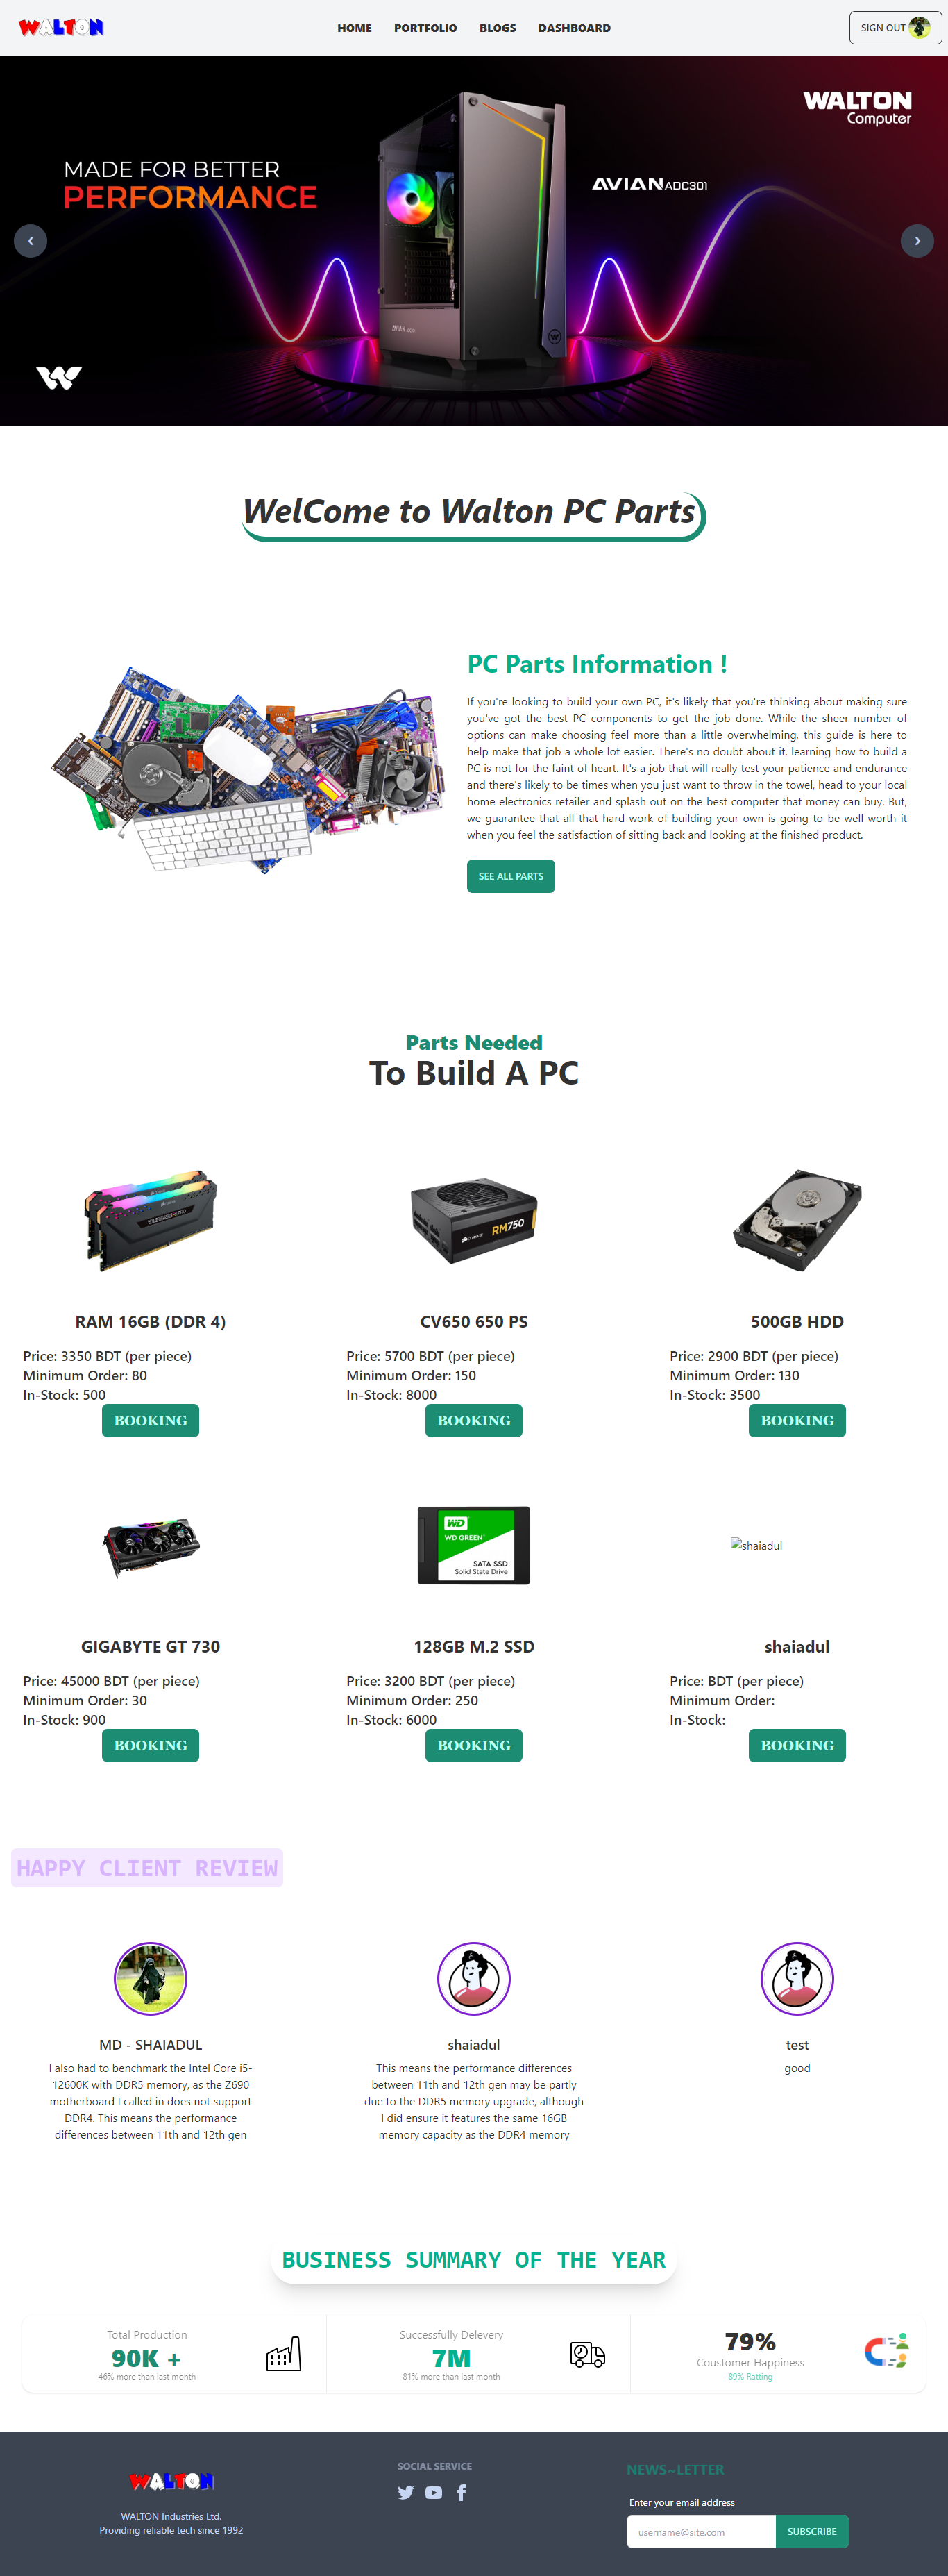 WALTON
HOME PORTFOLIO BLOGS DASHBOARD
SIGN OUT
WALTON
Computer
MADE FOR BETTER
PERFORMANCE
AVIAN ADC301
‹
›
WelCome to Walton PC Parts
PC Parts Information !
If you're looking to build your own PC, it's likely that you're thinking about making sure
you've got the best PC components to get the job done. While the sheer number of
options can make choosing feel more than a little overwhelming, this guide is here to
help make that job a whole lot easier. There's no doubt about it, learning how to build a
PC is not for the faint of heart. It's a job that will really test your patience and endurance
and there's likely to be times when you just want to throw in the towel, head to your local
home electronics retailer and splash out on the best computer that money can buy. But,
we guarantee that all that hard work of building your own is going to be well worth it
when you feel the satisfaction of sitting back and looking at the finished product.
SEE ALL PARTS
Parts Needed
To Build A PC
RM750
RAM 16GB (DDR 4)
Price: 3350 BDT (per piece)
Minimum Order: 80
In-Stock: 500
BOOKING
CV650 650 PS
Price: 5700 BDT (per piece)
Minimum Order: 150
In-Stock: 8000
BOOKING
500GB HDD
Price: 2900 BDT (per piece)
Minimum Order: 130
In-Stock: 3500
BOOKING
WD
WD GREEN
SATA SSD
Solid State Drive
shaiadul
GIGABYTE GT 730
Price: 45000 BDT (per piece)
Minimum Order: 30
In-Stock: 900
BOOKING
128GB M.2 SSD
Price: 3200 BDT (per piece)
Minimum Order: 250
In-Stock: 6000
BOOKING
shaiadul
Price: BDT (per piece)
Minimum Order:
In-Stock:
BOOKING
HAPPY CLIENT REVIEW
MD - SHAIADUL
I also had to benchmark the Intel Core i5-
12600K with DDR5 memory, as the Z690
motherboard I called in does not support
DDR4. This means the performance
differences between 11th and 12th gen
shaiadul
This means the performance differences
between 11th and 12th gen may be partly
due to the DDR5 memory upgrade, although
I did ensure it features the same 16GB
memory capacity as the DDR4 memory
test
good
BUSINESS SUMMARY OF THE YEAR
Total Production
90K +
46% more than last month
Successfully Delevery
7M
81% more than last month
79%
Coustomer Happiness
89% Ratting
WALTON
WALTON Industries Ltd.
Providing reliable tech since 1992
SOCIAL SERVICE
NEWS~LETTER
Enter your email address
username@site.com
SUBSCRIBE